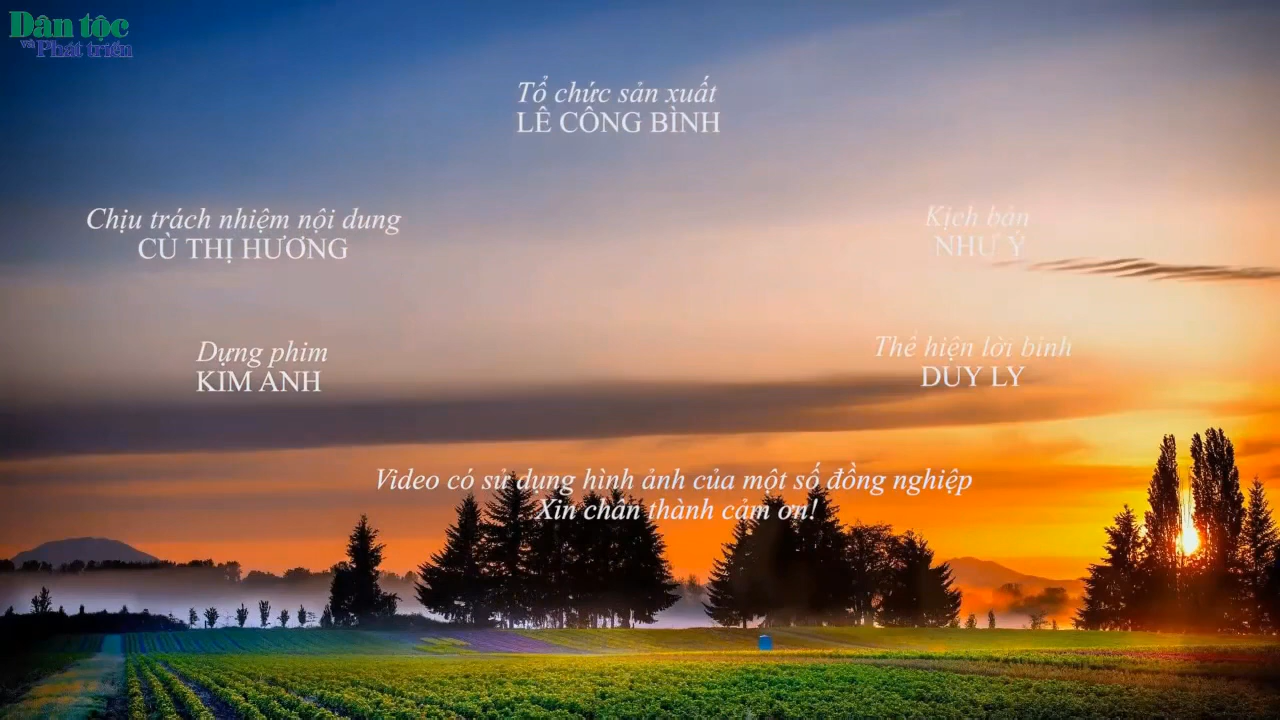 Dân tộc
và Phát triển
Tổ chức sản xuất
LÊ CÔNG BÌNH
Chịu trách nhiệm nội dung
CÙ THỊ HƯƠNG
Kịch bản
NHƯ Ý
Dựng phim
KIM ANH
Thể hiện lời bình
DUY LY
Video có sử dụng hình ảnh của một số đồng nghiệp
Xin chân thành cảm ơn!